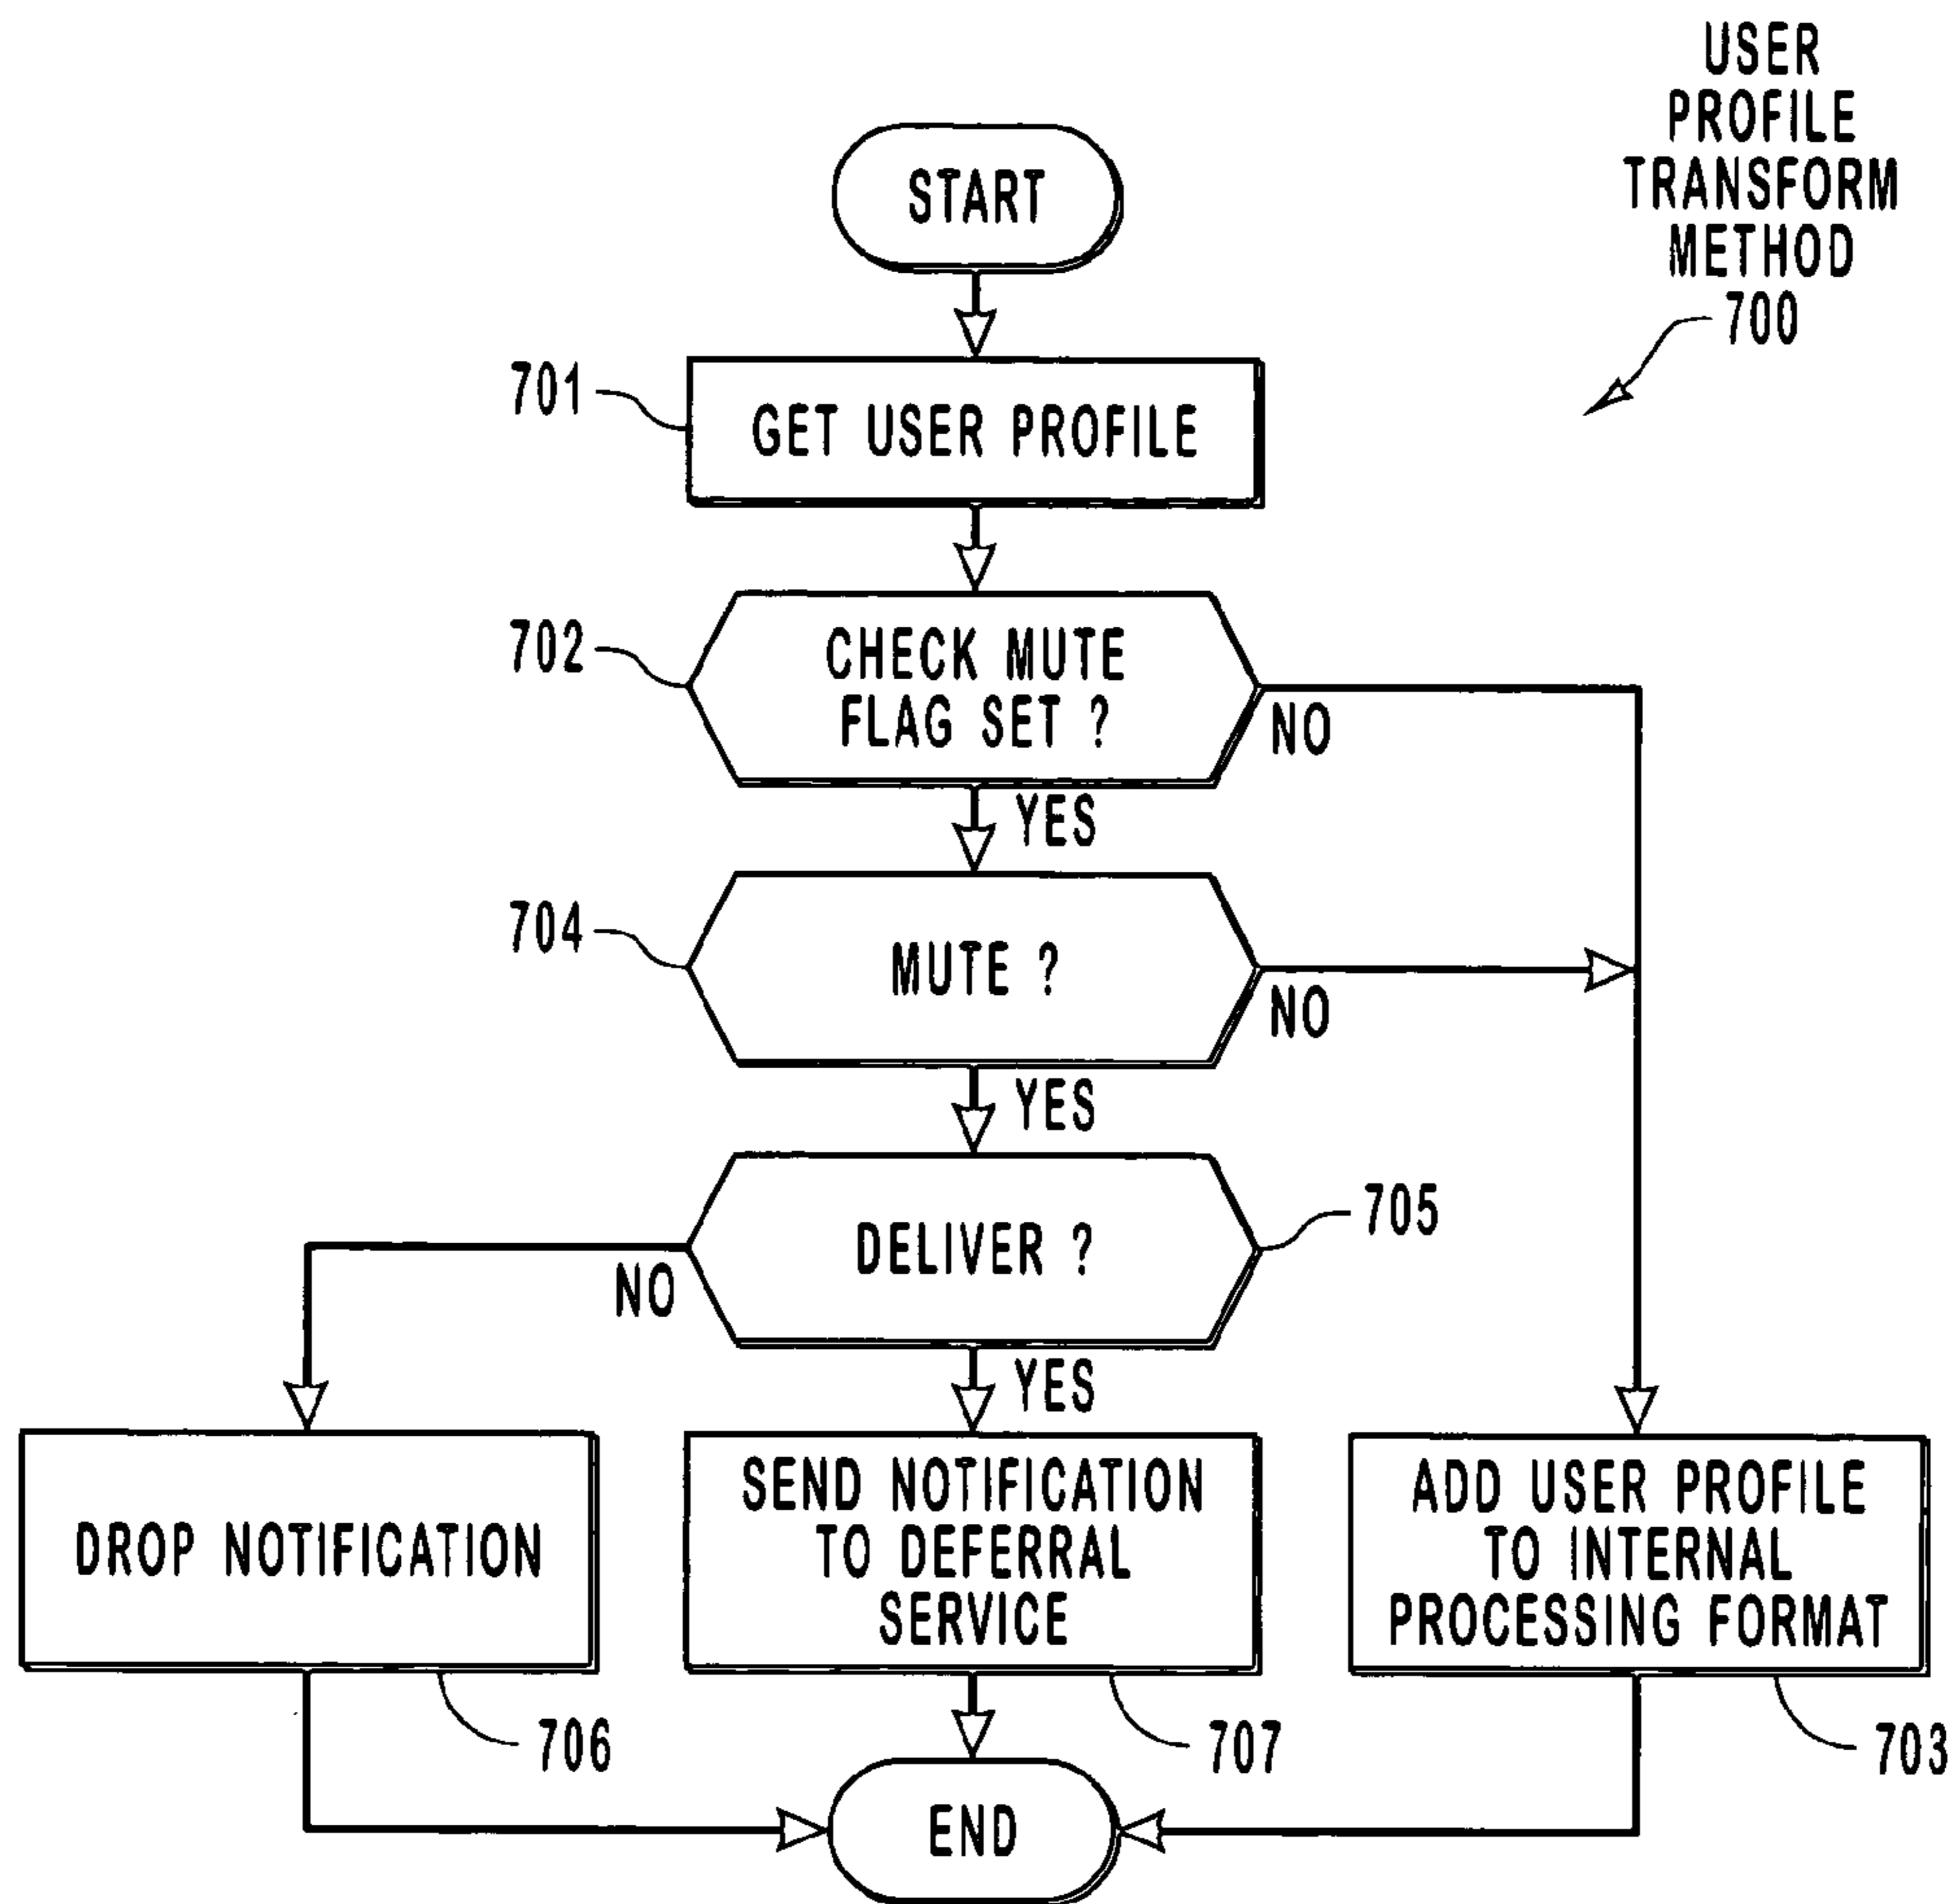 USER
PROFILE
TRANSFORM
METHOD
700
START
701
GET USER PROFILE
702
CHECK MUTE
FLAG SET ?
NO
YES
704
MUTE ?
NO
YES
705
DELIVER ?
NO
YES
DROP NOTIFICATION
SEND NOTIFICATION
TO DEFERRAL
SERVICE
ADD USER PROFILE
TO INTERNAL
PROCESSING FORMAT
706
707
703
END